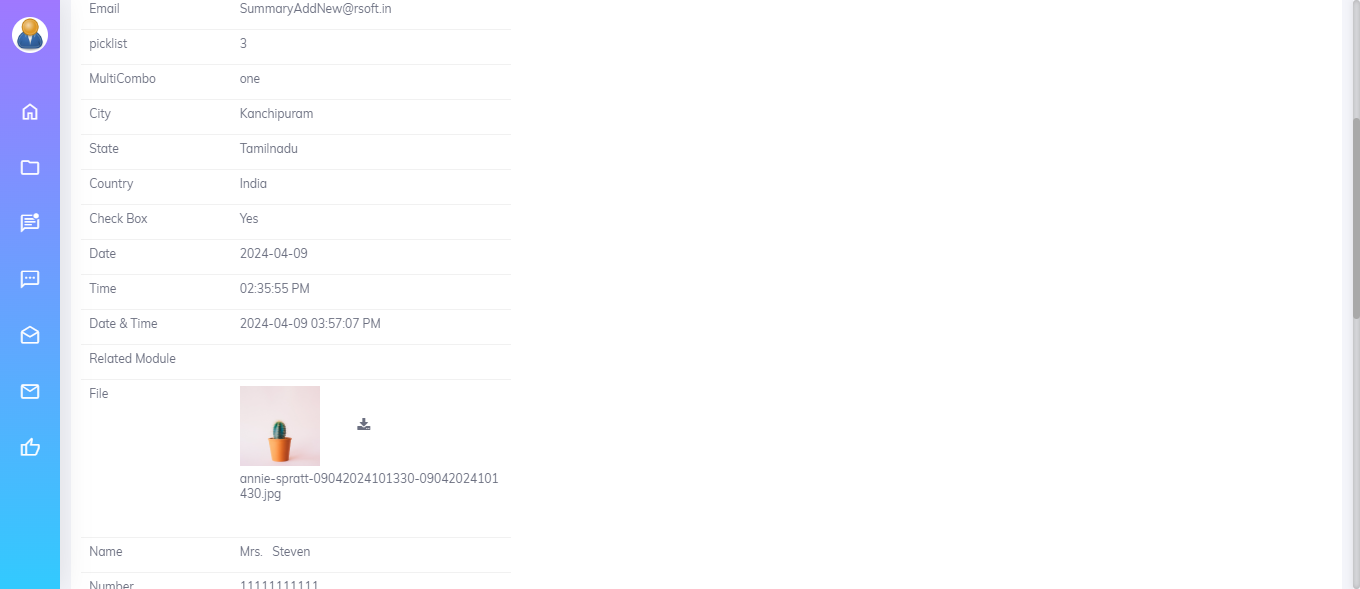 Email SummaryAddNew@rsoft.in
picklist 3
MultiCombo one
City Kanchipuram
State Tamilnadu
Country India
Check Box Yes
Date 2024-04-09
Time 02:35:55 PM
Date & Time 2024-04-09 03:57:07 PM
Related Module
File
annie-spratt-09042024101330-09042024101
430.jpg
Name Mrs. Steven
Number 11111111111